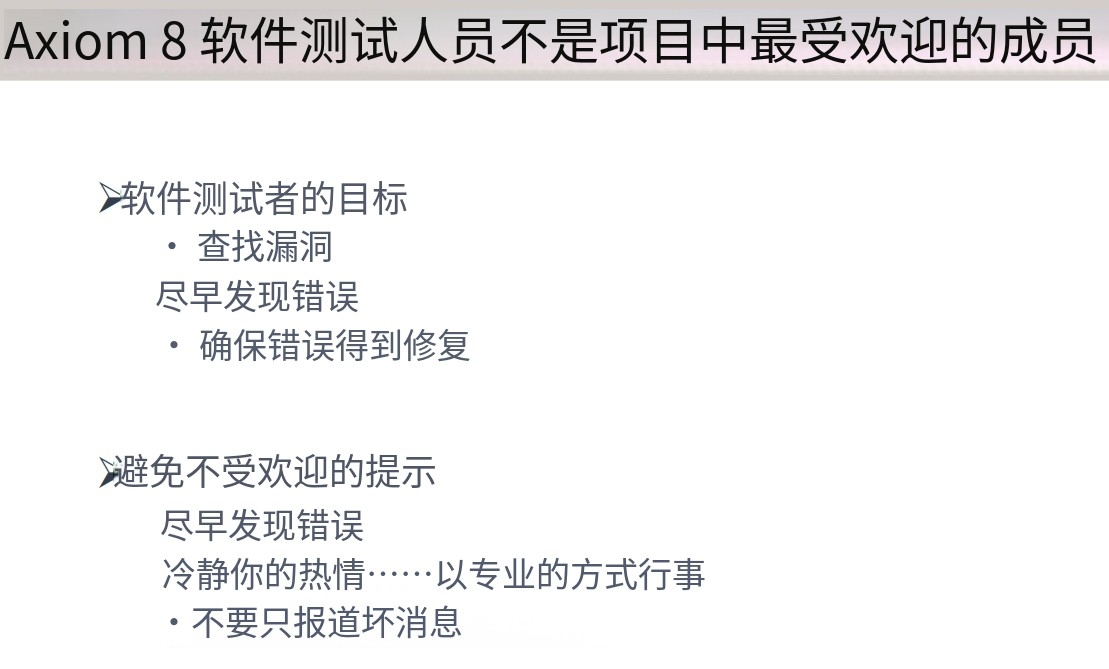 Axiom 8 软件测试人员不是项目中最受欢迎的成员
➢软件测试者的目标
• 查找漏洞
尽早发现错误
• 确保错误得到修复
➢避免不受欢迎的提示
尽早发现错误
冷静你的热情……以专业的方式行事
•不要只报道坏消息